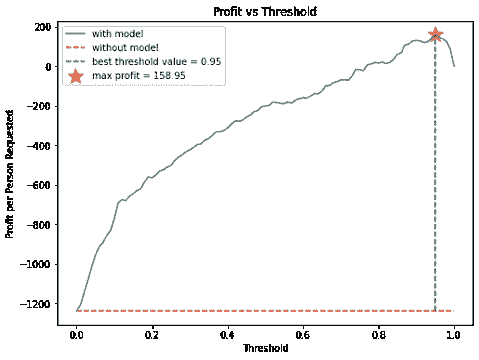 Profit vs Threshold
with model
without model
best threshold value = 0.95
max profit = 158.95
200
0
−200
−400
−600
−800
−1000
−1200
Profit per Person Requested
0.0 0.2 0.4 0.6 0.8 1.0
Threshold